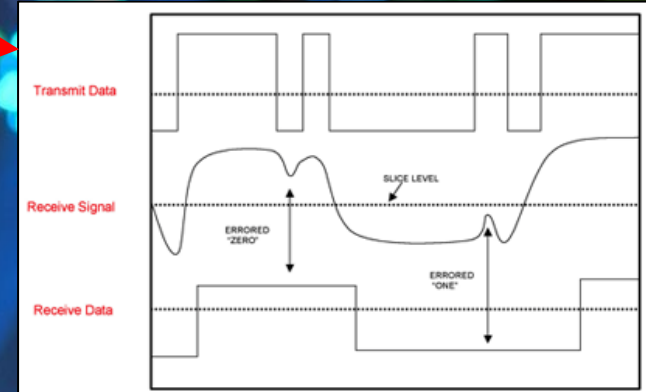 Transmit Data
SLICE LEVEL
Receive Signal
ERRORED
"ZERO"
ERRORED
"ONE"
Receive Data